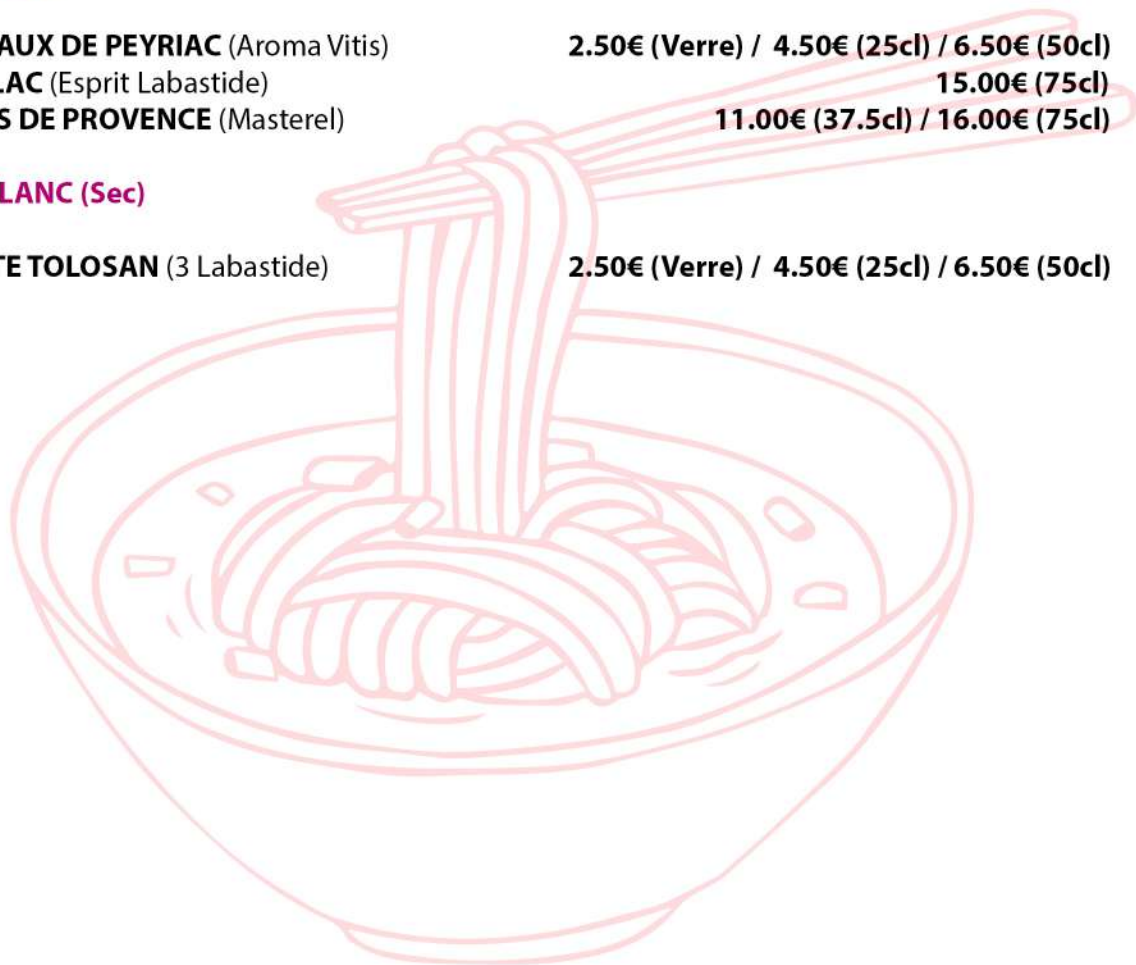 AUX DE PEYRIAC (Aroma Vitis) 2.50€ (Verre) / 4.50€ (25cl) / 6.50€ (50cl)
LAC (Esprit Labastide) 15.00€ (75cl)
S DE PROVENCE (Masterel) 11.00€ (37.5cl) / 16.00€ (75cl)
LANC (Sec)
TE TOLOSAN (3 Labastide) 2.50€ (Verre) / 4.50€ (25cl) / 6.50€ (50cl)